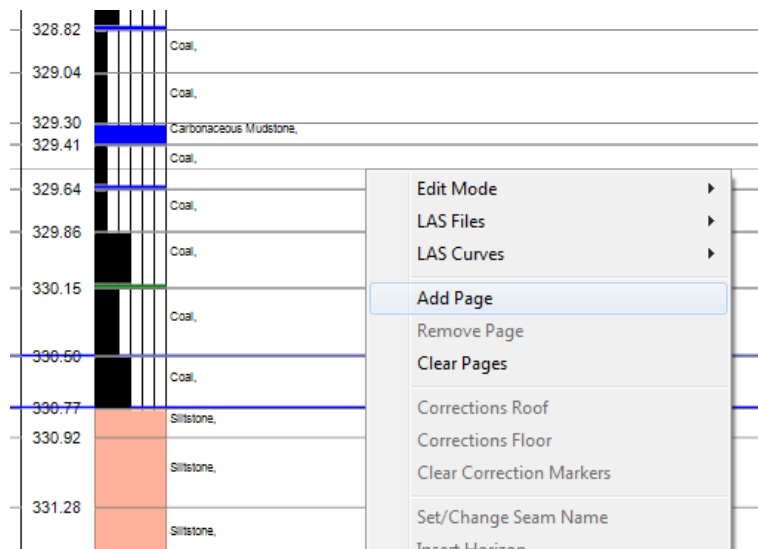 328.82
Coal,
329.04
Coal,
329.30
Carbonaceous Mudstone,
329.41
Coal,
329.64
Coal,
329.86
Coal,
330.15
Coal,
330.50
Coal,
330.77
Siltstone,
330.92
Siltstone,
331.28
Siltstone,
Edit Mode
LAS Files
LAS Curves
Add Page
Remove Page
Clear Pages
Corrections Roof
Corrections Floor
Clear Correction Markers
Set/Change Seam Name
Insert Horizon